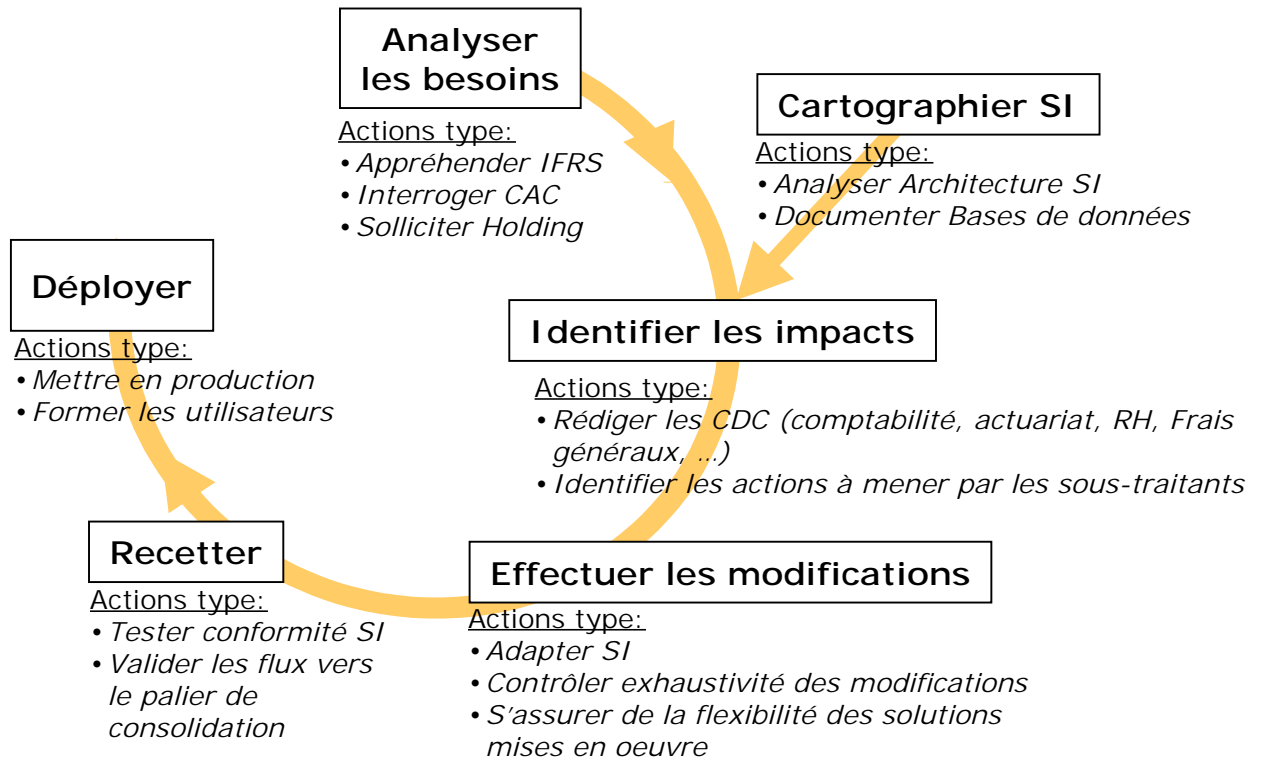 Analyser
les besoins
Actions type:
• Appréhender IFRS
• Interroger CAC
• Solliciter Holding
Cartographier SI
Actions type:
• Analyser Architecture SI
• Documenter Bases de données
Identifier les impacts
Actions type:
• Rédiger les CDC (comptabilité, actuariat, RH, Frais
généraux, …)
• Identifier les actions à mener par les sous-traitants
Effectuer les modifications
Actions type:
• Adapter SI
• Contrôler exhaustivité des modifications
• S’assurer de la flexibilité des solutions
mises en oeuvre
Recetter
Actions type:
• Tester conformité SI
• Valider les flux vers
le palier de
consolidation
Déployer
Actions type:
• Mettre en production
• Former les utilisateurs